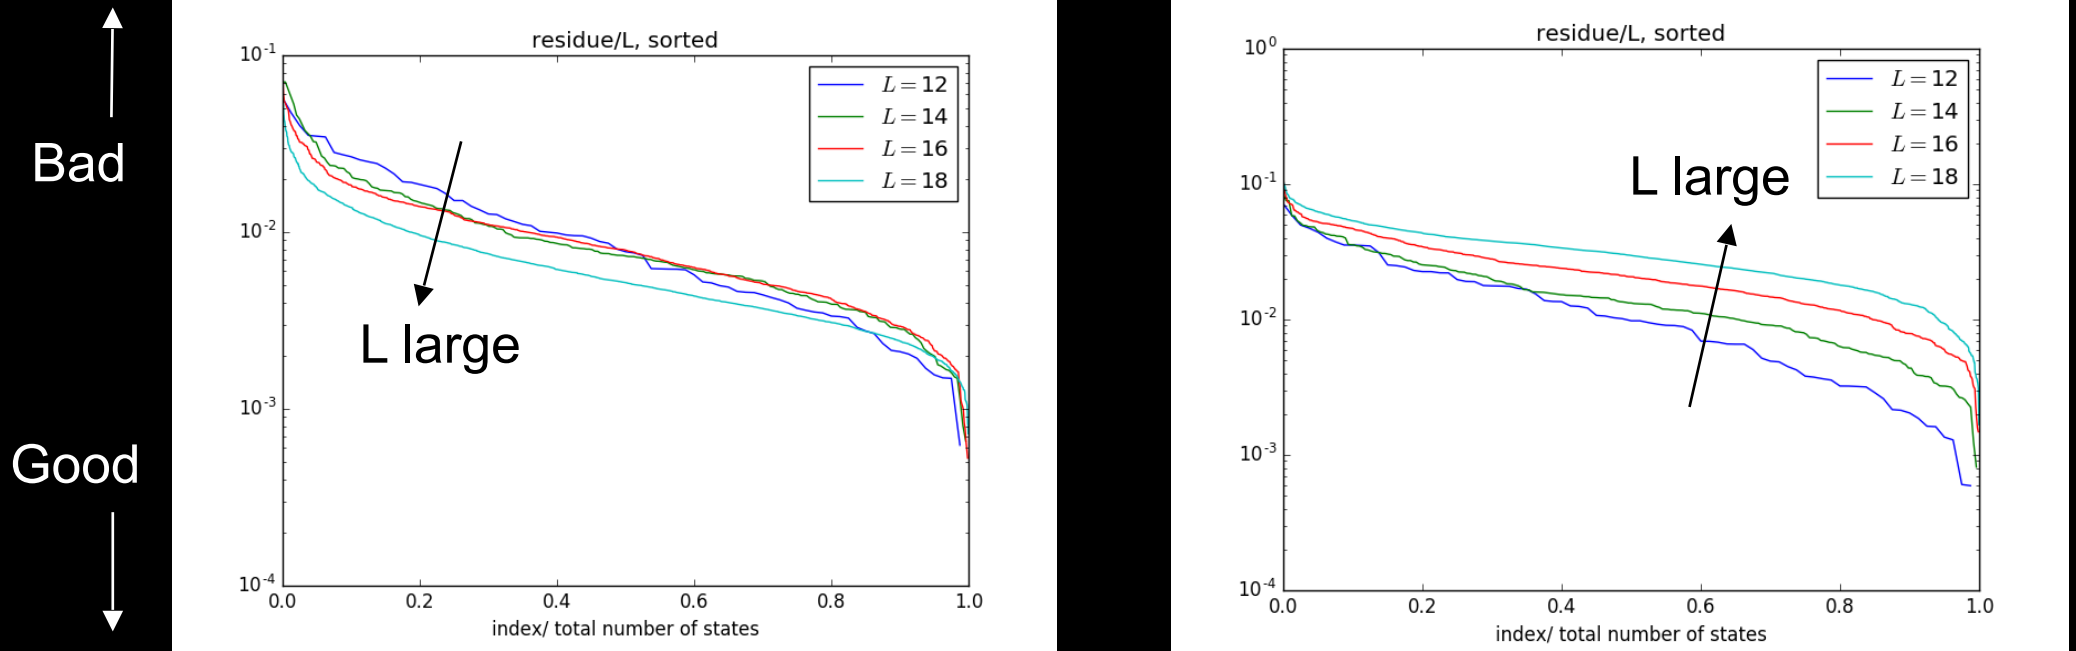 Bad
Good
residue/L, sorted
10^-1
10^-2
10^-3
10^-4
L = 12
L = 14
L = 16
L = 18
L large
0.0 0.2 0.4 0.6 0.8 1.0
index/ total number of states
residue/L, sorted
10^0
10^-1
10^-2
10^-3
10^-4
L = 12
L = 14
L = 16
L = 18
L large
0.0 0.2 0.4 0.6 0.8 1.0
index/ total number of states